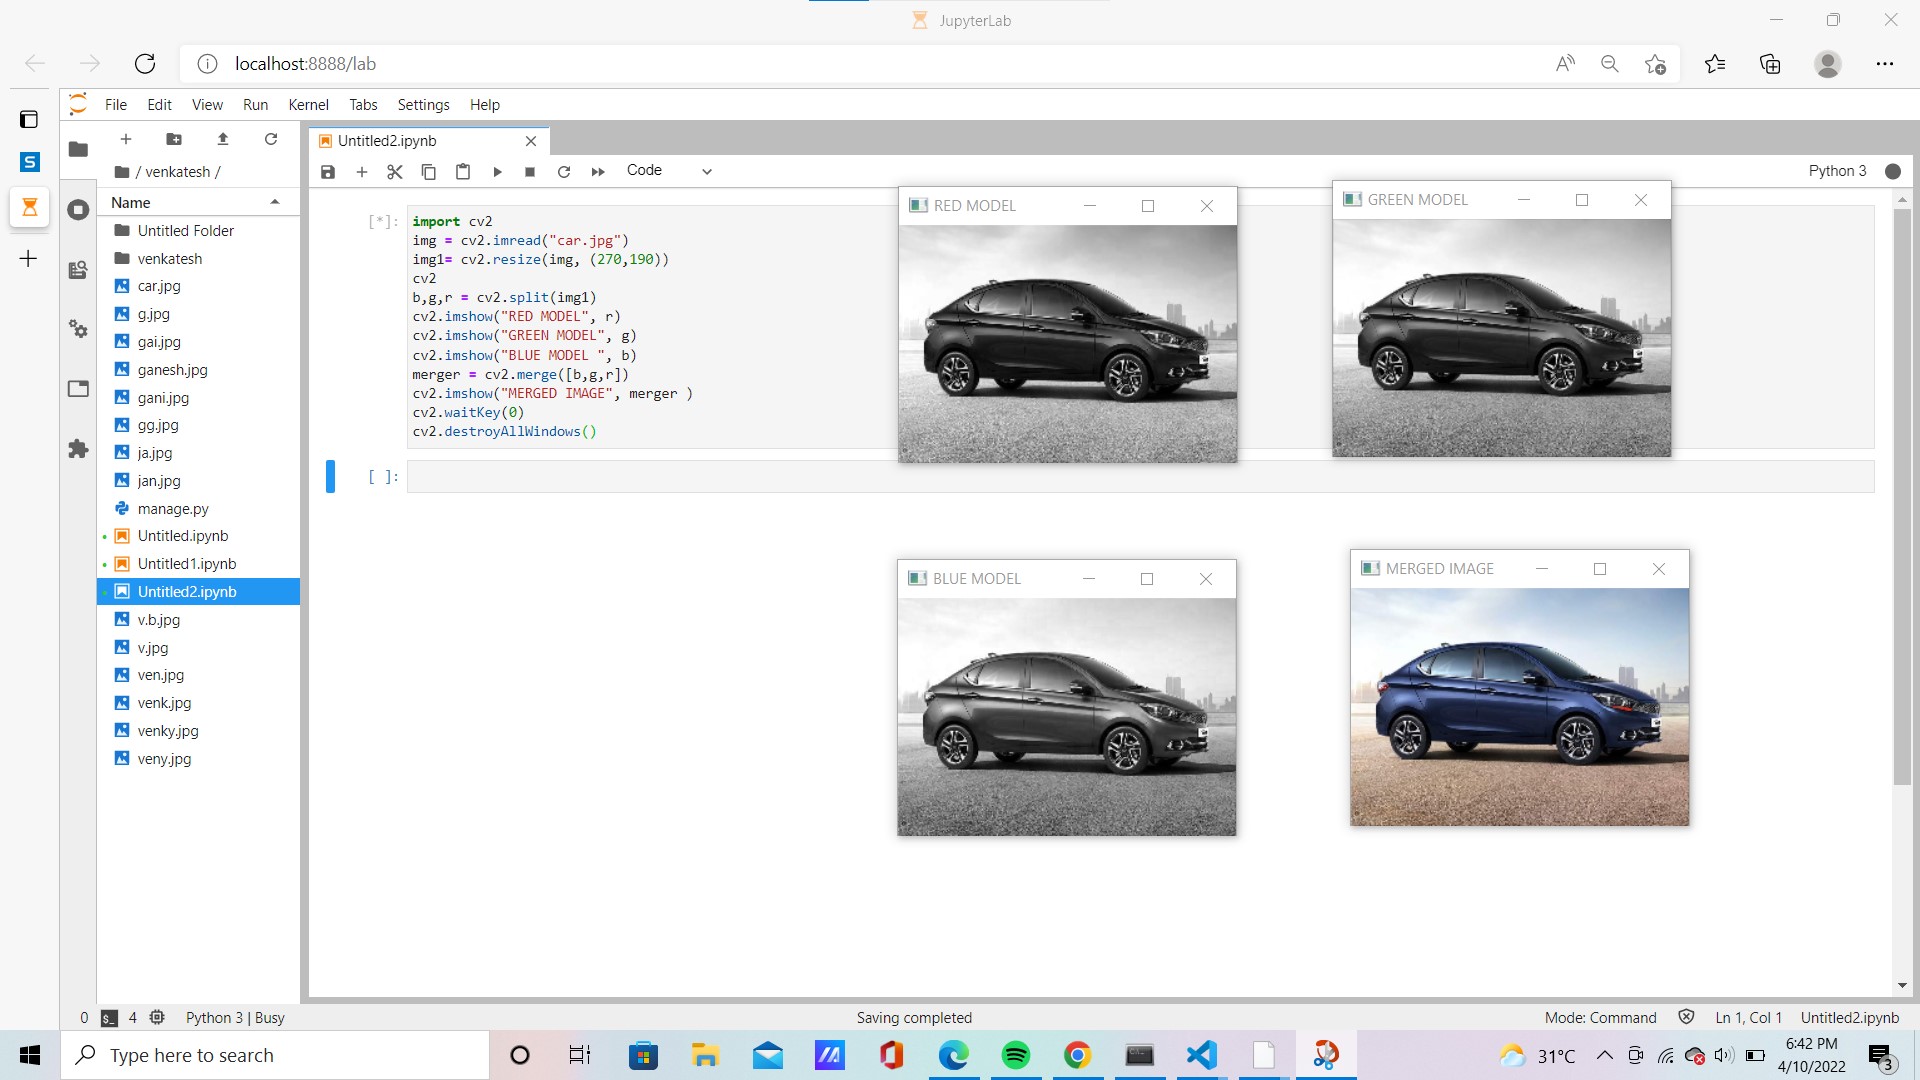 JupyterLab
localhost:8888/lab
File Edit View Run Kernel Tabs Settings Help
Untitled2.ipynb
/ venkatesh /
Code
Python 3
Name
Untitled Folder
venkatesh
car.jpg
g.jpg
gai.jpg
ganesh.jpg
gani.jpg
gg.jpg
ja.jpg
jan.jpg
manage.py
Untitled.ipynb
Untitled1.ipynb
Untitled2.ipynb
v.b.jpg
v.jpg
ven.jpg
venk.jpg
venky.jpg
veny.jpg
[*]:
import cv2
img = cv2.imread("car.jpg")
img1= cv2.resize(img, (270,190))
cv2
b,g,r = cv2.split(img1)
cv2.imshow("RED MODEL", r)
cv2.imshow("GREEN MODEL", g)
cv2.imshow("BLUE MODEL ", b)
merger = cv2.merge([b,g,r])
cv2.imshow("MERGED IMAGE", merger )
cv2.waitKey(0)
cv2.destroyAllWindows()
[ ]:
RED MODEL
GREEN MODEL
BLUE MODEL
MERGED IMAGE
0 4 Python 3 | Busy
Saving completed
Mode: Command Ln 1, Col 1 Untitled2.ipynb
Type here to search
31°C
6:42 PM
4/10/2022
3